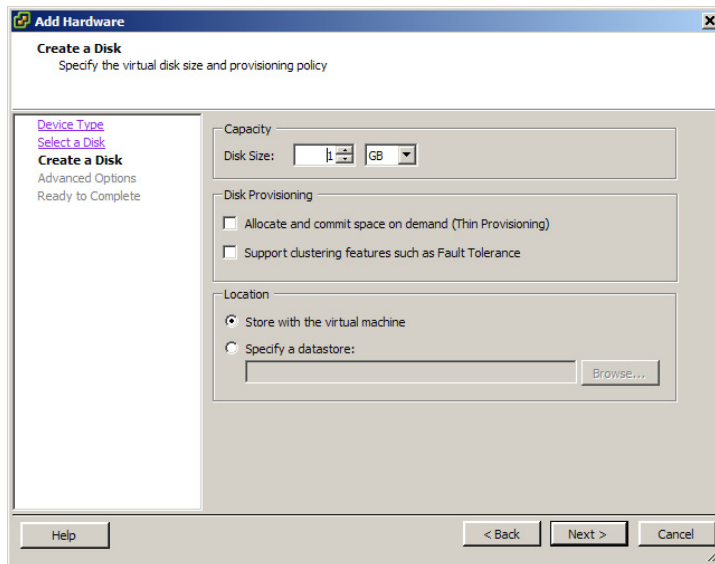 Add Hardware
Create a Disk
Specify the virtual disk size and provisioning policy
Device Type
Select a Disk
Create a Disk
Advanced Options
Ready to Complete
Capacity
Disk Size: 1 GB
Disk Provisioning
Allocate and commit space on demand (Thin Provisioning)
Support clustering features such as Fault Tolerance
Location
Store with the virtual machine
Specify a datastore:
Browse...
Help < Back Next > Cancel